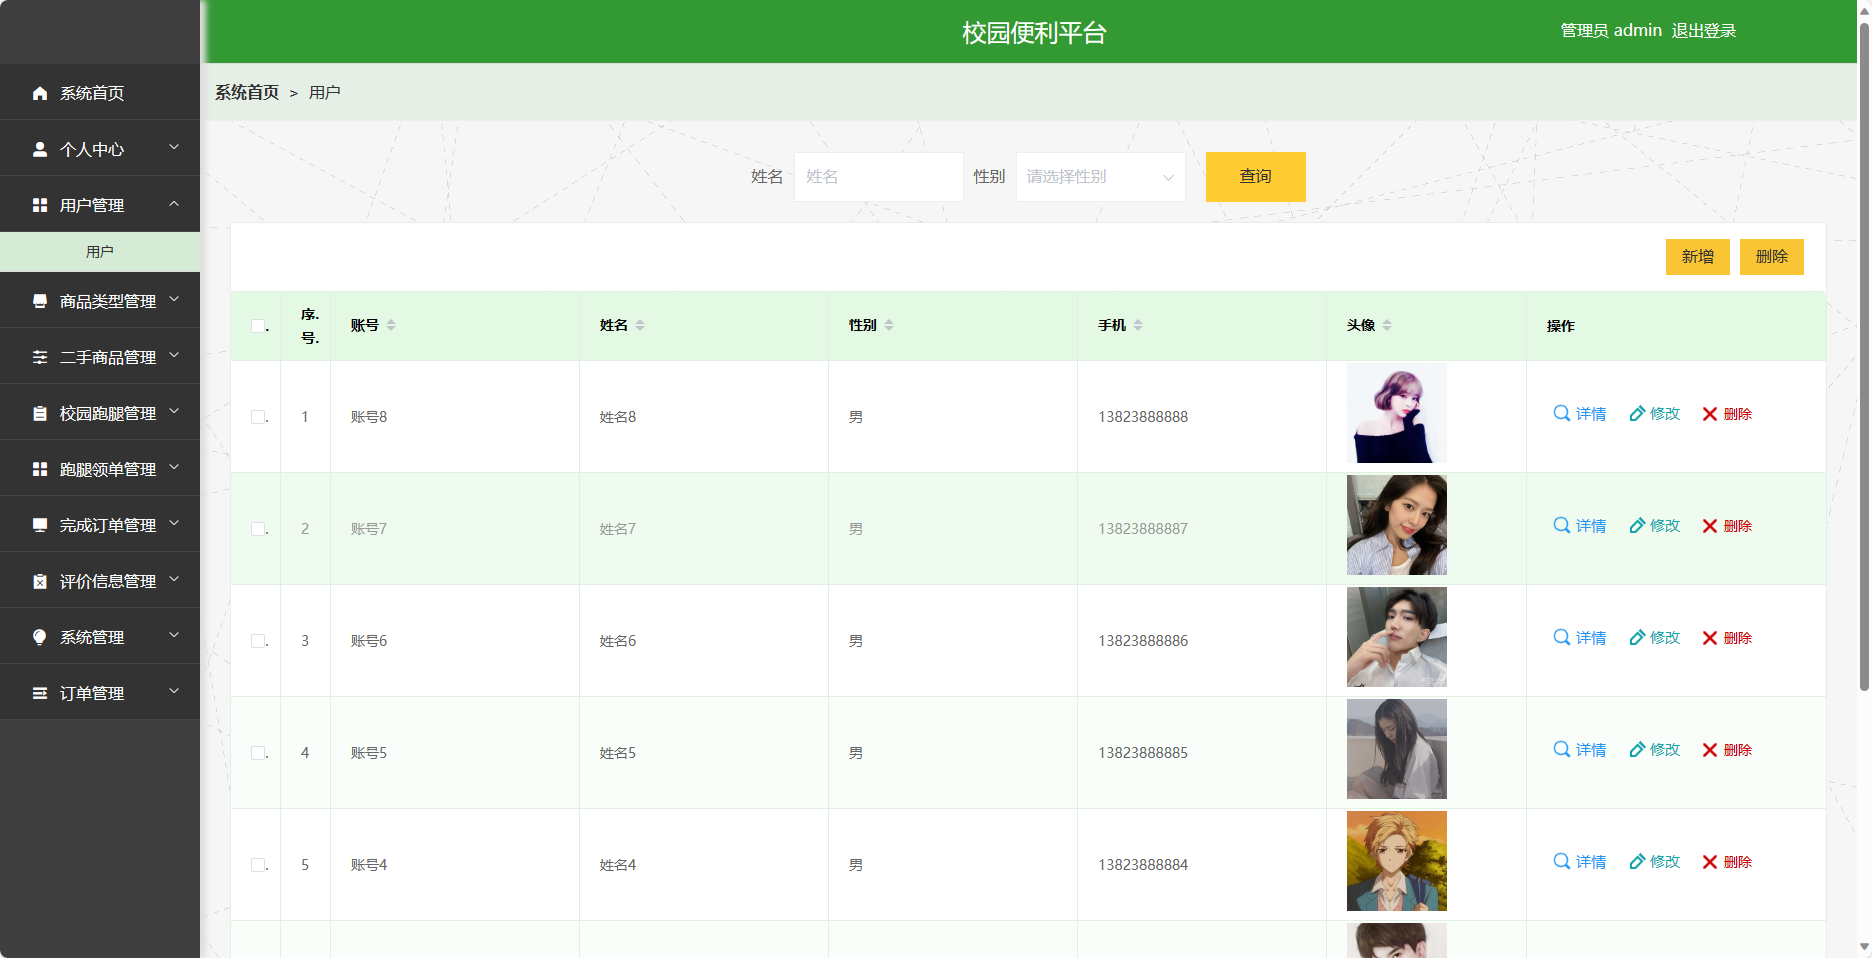 校园便利平台
管理员 admin 退出登录
系统首页
个人中心
用户管理
用户
商品类型管理
二手商品管理
校园跑腿管理
跑腿领单管理
完成订单管理
评价信息管理
系统管理
订单管理
系统首页 > 用户
姓名 姓名 性别 请选择性别 查询
新增 删除
. 序. 号. 账号 姓名 性别 手机 头像 操作
. 1 账号8 姓名8 男 13823888888 详情 修改 删除
. 2 账号7 姓名7 男 13823888887 详情 修改 删除
. 3 账号6 姓名6 男 13823888886 详情 修改 删除
. 4 账号5 姓名5 男 13823888885 详情 修改 删除
. 5 账号4 姓名4 男 13823888884 详情 修改 删除